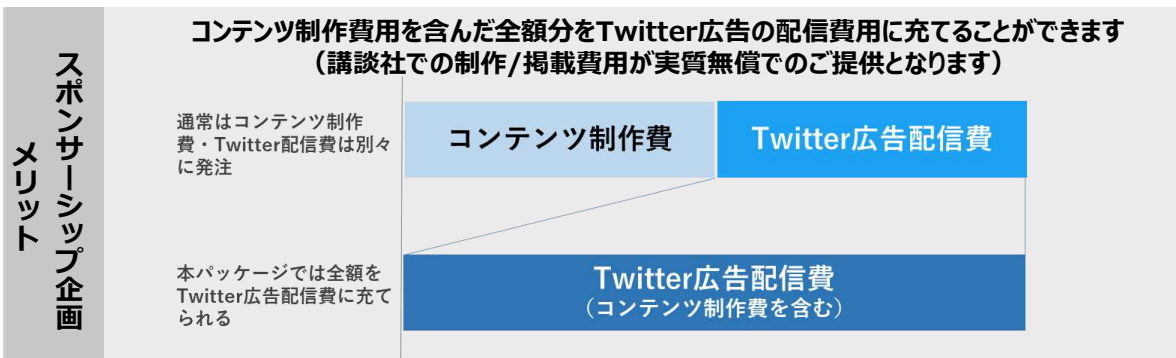 スポンサーシップ企画
メリット
コンテンツ制作費用を含んだ全額分をTwitter広告の配信費用に充てることができます
（講談社での制作/掲載費用が実質無償でのご提供となります）
通常はコンテンツ制作
費・Twitter配信費は別々
に発注
コンテンツ制作費
Twitter広告配信費
本パッケージでは全額を
Twitter広告配信費に充て
られる
Twitter広告配信費
（コンテンツ制作費を含む）